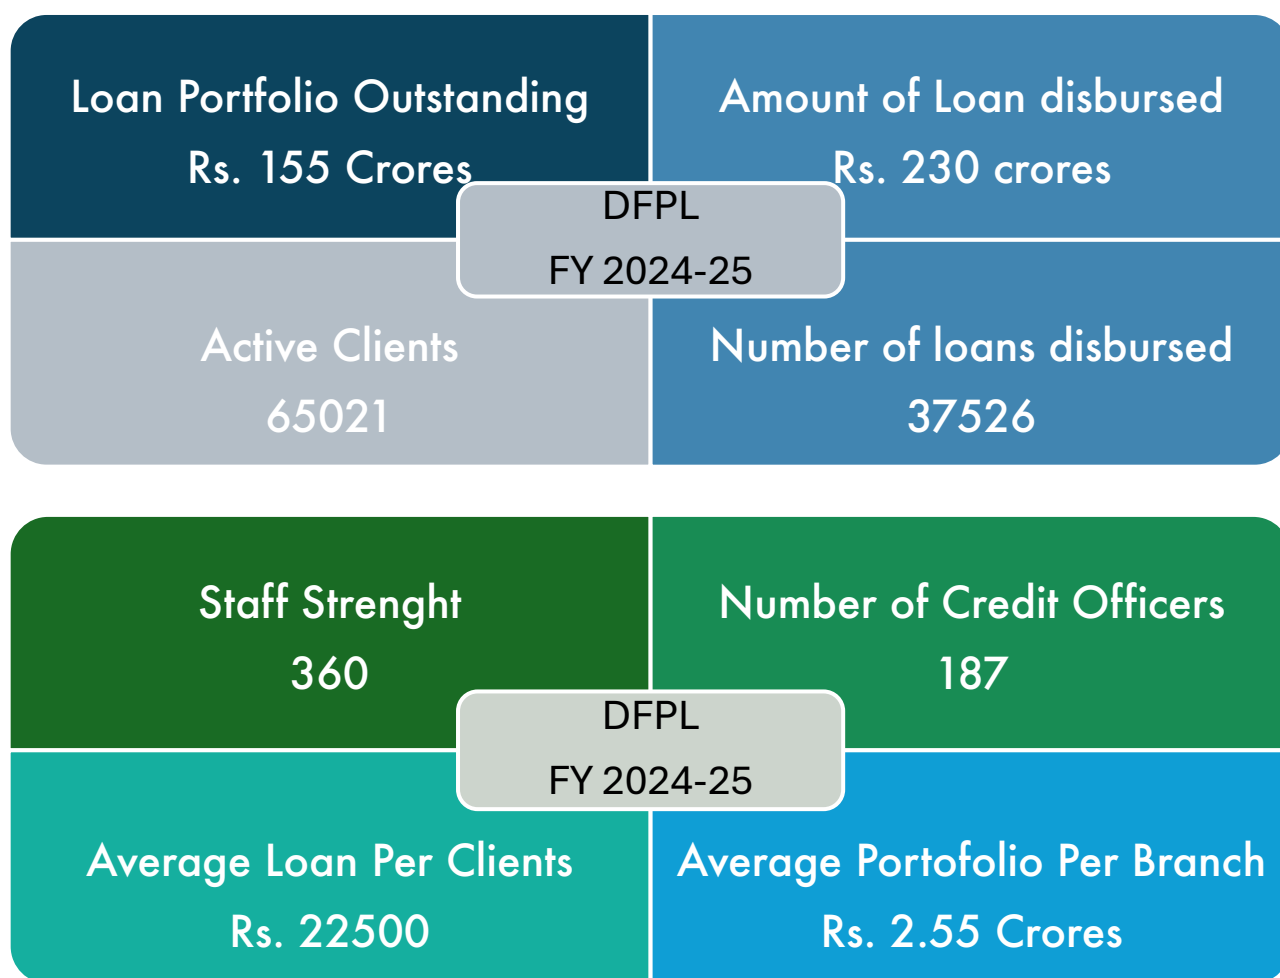 Loan Portfolio Outstanding
Rs. 155 Crores
Amount of Loan disbursed
Rs. 230 crores
DFPL
FY 2024-25
Active Clients
65021
Number of loans disbursed
37526
Staff Strenght
360
Number of Credit Officers
187
DFPL
FY 2024-25
Average Loan Per Clients
Rs. 22500
Average Portofolio Per Branch
Rs. 2.55 Crores